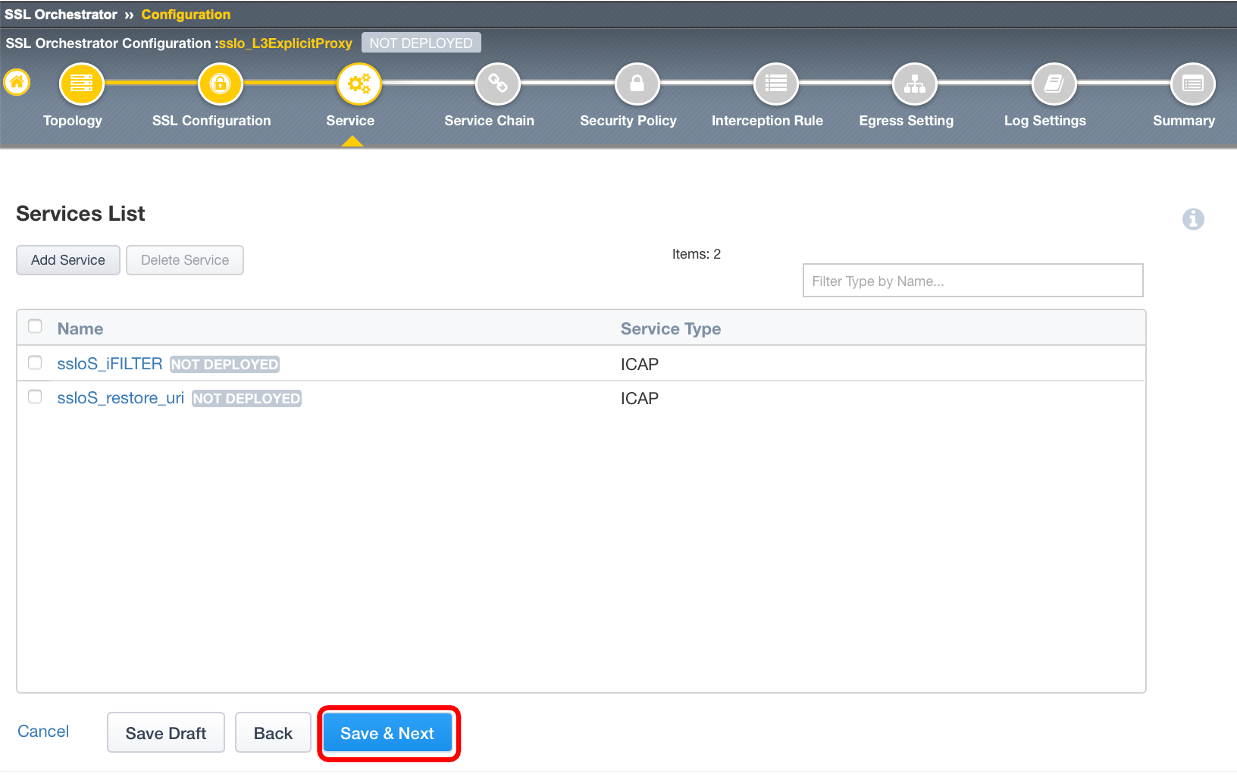 SSL Orchestrator » Configuration
SSL Orchestrator Configuration :sslo_L3ExplicitProxy NOT DEPLOYED
Topology SSL Configuration Service Service Chain Security Policy Interception Rule Egress Setting Log Settings Summary
Services List
Add Service Delete Service Items: 2
Filter Type by Name...
Name Service Type
ssloS_iFILTER NOT DEPLOYED ICAP
ssloS_restore_uri NOT DEPLOYED ICAP
Cancel Save Draft Back Save & Next